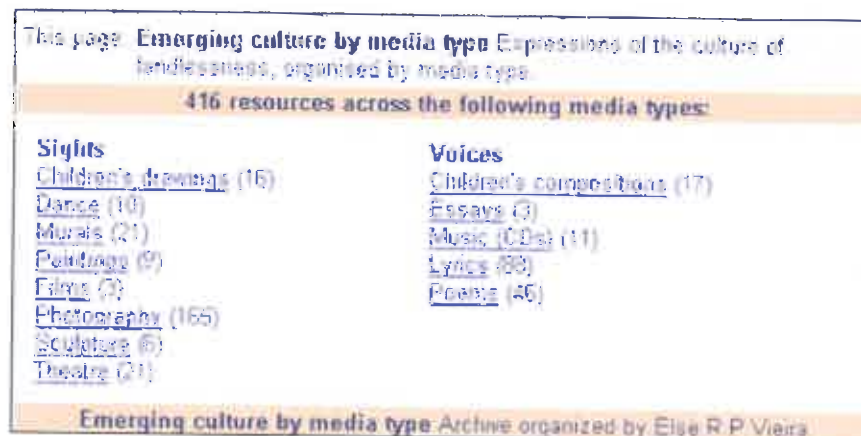 This page: Emerging culture by media type Expressions of the culture of
landlessness, organised by media type.
416 resources across the following media types:
Sights
Children's drawings (16)
Dance (10)
Murals (21)
Paintings (9)
Films (3)
Photography (166)
Sculpture (6)
Theatre (21)
Voices
Children's compositions (17)
Essays (3)
Music (CDs) (11)
Lyrics (88)
Poems (45)
Emerging culture by media type Archive organized by Else R P Vieira